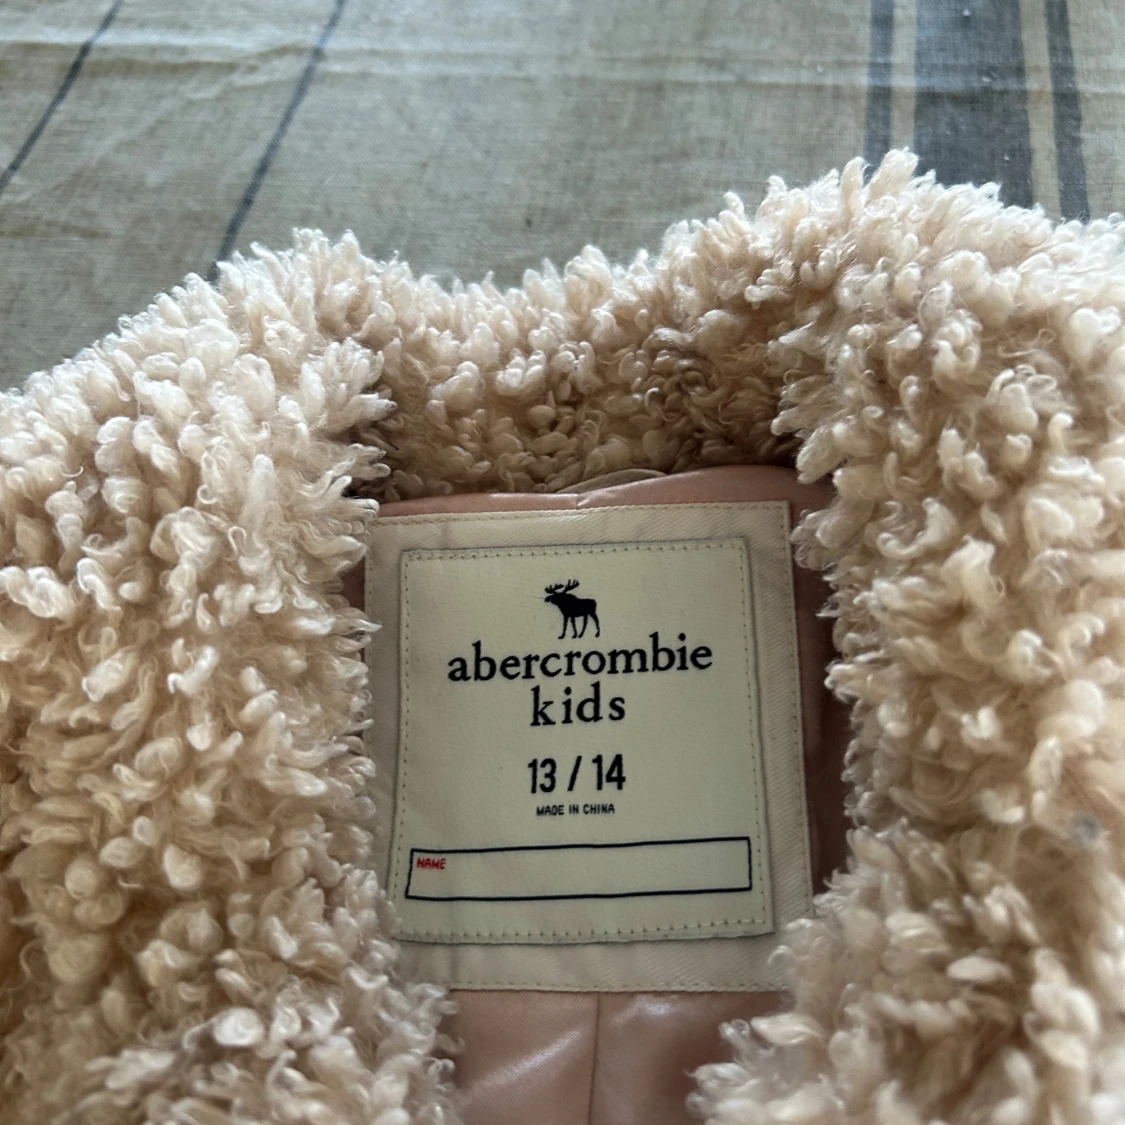 abercrombie
kids
13 / 14
MADE IN CHINA
NAME